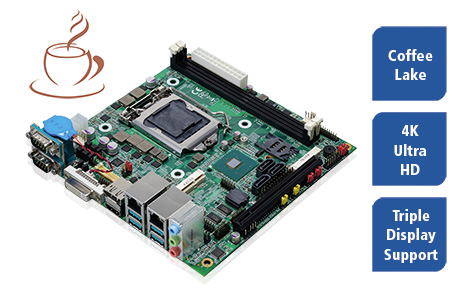 Coffee
Lake
4K
Ultra
HD
Triple
Display
Support